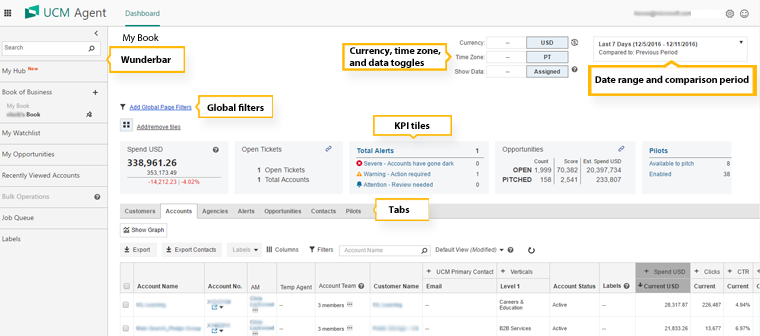 UCM Agent
Dashboard
Search
Wunderbar
My Hub New
Book of Business +
My Book
Book
My Watchlist
My Opportunities
Recently Viewed Accounts
Bulk Operations
Job Queue
Labels
My Book
Currency, time zone,
and data toggles
Currency: -- USD
Time Zone: -- PT
Show Data: -- Assigned
Last 7 Days (12/5/2016 - 12/11/2016)
Compared to: Previous Period
Date range and comparison period
Add Global Page Filters
Global filters
Add/remove tiles
KPI tiles
Spend USD
338,961.26
353,173.49
-14,212.23 | -4.02%
Open Tickets
1 Open Tickets
1 Total Accounts
Total Alerts 1
Severe - Accounts have gone dark 0
Warning - Action required 1
Attention - Review needed 0
Opportunities
Count Score Est. Spend USD
OPEN 1,999 70,382 20,397,734
PITCHED 158 2,541 233,807
Pilots
Available to pitch 8
Enabled 38
Customers Accounts Agencies Alerts Opportunities Contacts Pilots
Tabs
Show Graph
Export Export Contacts Labels Columns Filters Account Name Default View (Modified)
+ UCM Primary Contact + Verticals + Spend USD + Clicks + CTR
Account Name Account No. AM Temp Agent Account Team Customer Name Email Level 1 Account Status Labels Current USD Current Current
-- 3 members -- Careers & Education Active 28,317.87 226,487 4.94%
-- 3 members -- B2B Services Active 21,833.26 13,677 6.97%